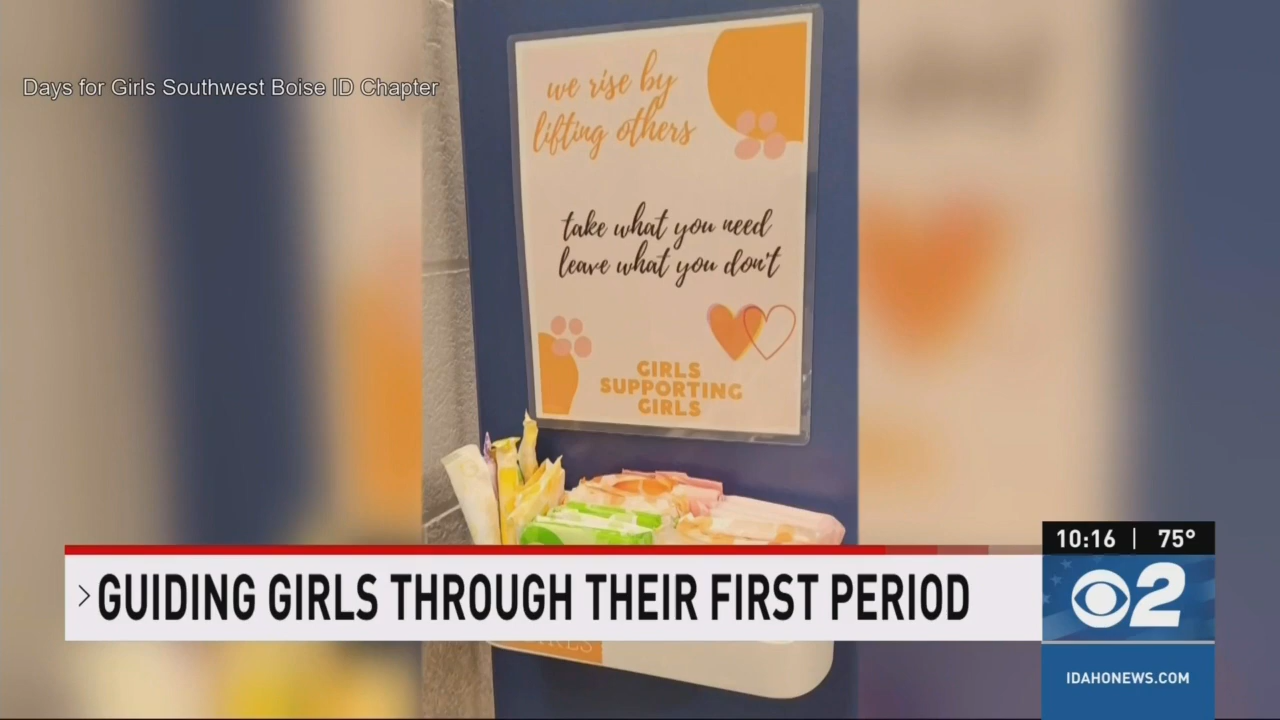 Days for Girls Southwest Boise ID Chapter
we rise by
lifting others
take what you need
leave what you don't
GIRLS
SUPPORTING
GIRLS
10:16 | 75°
GUIDING GIRLS THROUGH THEIR FIRST PERIOD
2
IDAHONEWS.COM